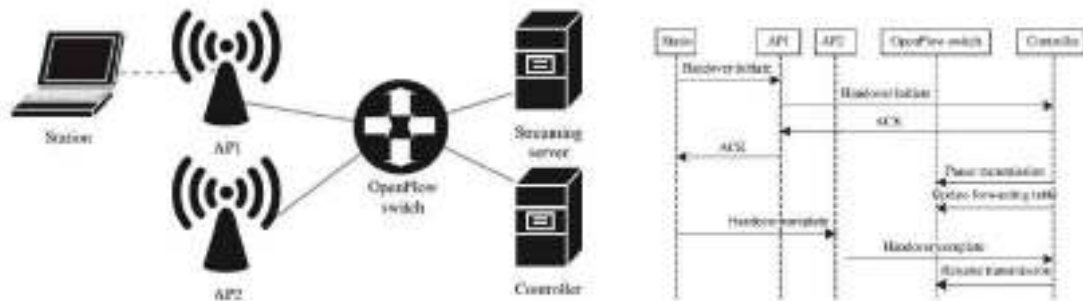 Station
AP1
AP2
OpenFlow
switch
Streaming
server
Controller
AP1
AP2
OpenFlow switch
Controller
Handover initiate
Handover initiate
ACK
ACK
Pause transmission
Update forwarding table
Handover complete
Handover complete
Resume transmission